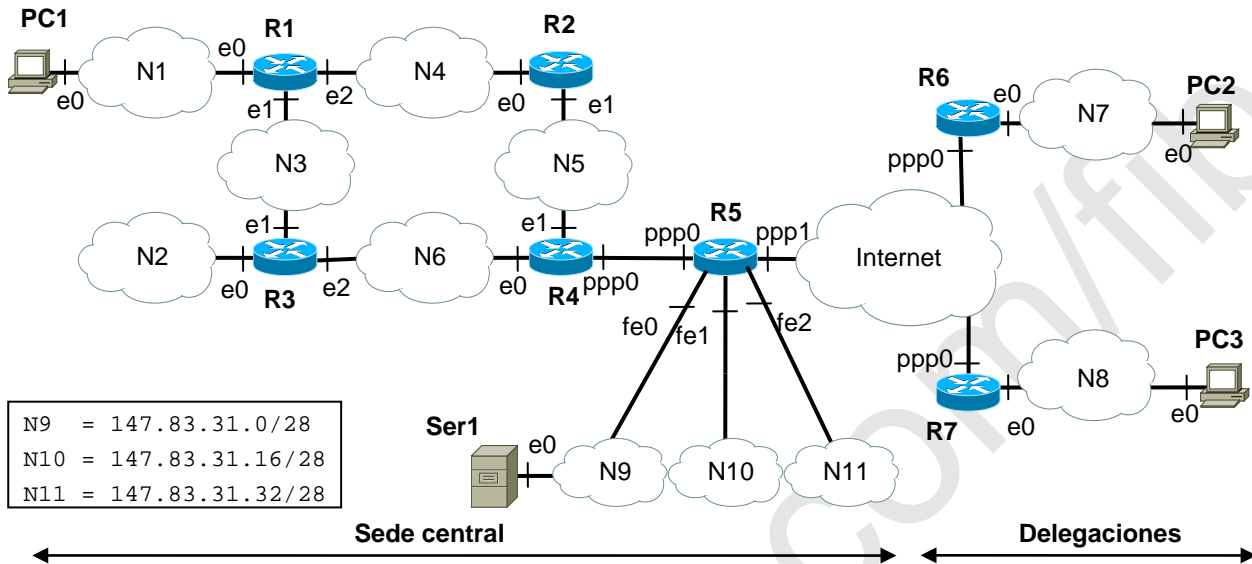 PC1
R1
R2
e0
N1
e0
e2
N4
e0
e1
e1
N3
N5
e1
e1
N2
e0
R3
e2
N6
e0
R4
ppp0
ppp0
R5
ppp1
Internet
R6
e0
N7
PC2
e0
ppp0
ppp0
R7
e0
N8
PC3
e0
fe0
fe1
fe2
Ser1
e0
N9
N10
N11
N9 = 147.83.31.0/28
N10 = 147.83.31.16/28
N11 = 147.83.31.32/28
Sede central
Delegaciones